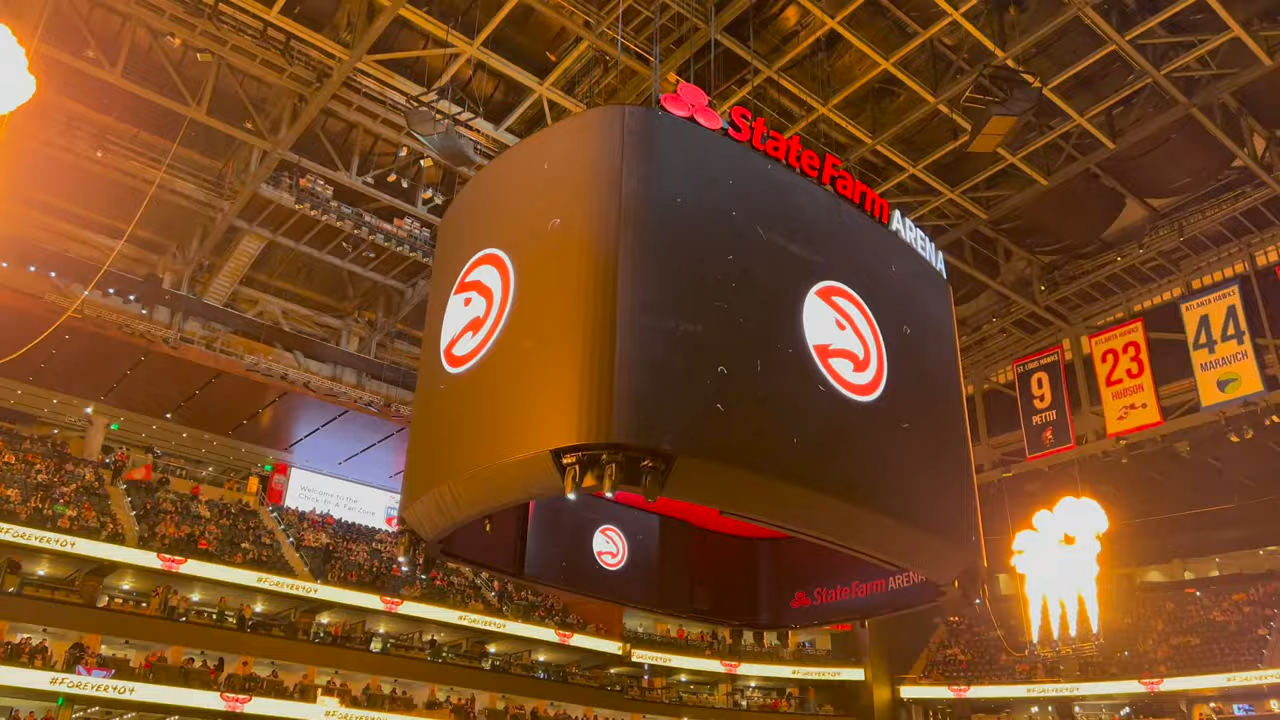 State Farm ARENA
ATLANTA HAWKS
44
MARAVICH
ATLANTA HAWKS
23
HUDSON
ST. LOUIS HAWKS
9
PETTIT
Welcome to the
Chick-fil-A Fan Zone
#FOREVER404
#FOREVER404
#FOREVER404
State Farm ARENA
#FOREVER404
#FOREVER404
#FOREVER404
#FOREVER404
#FOREVER404